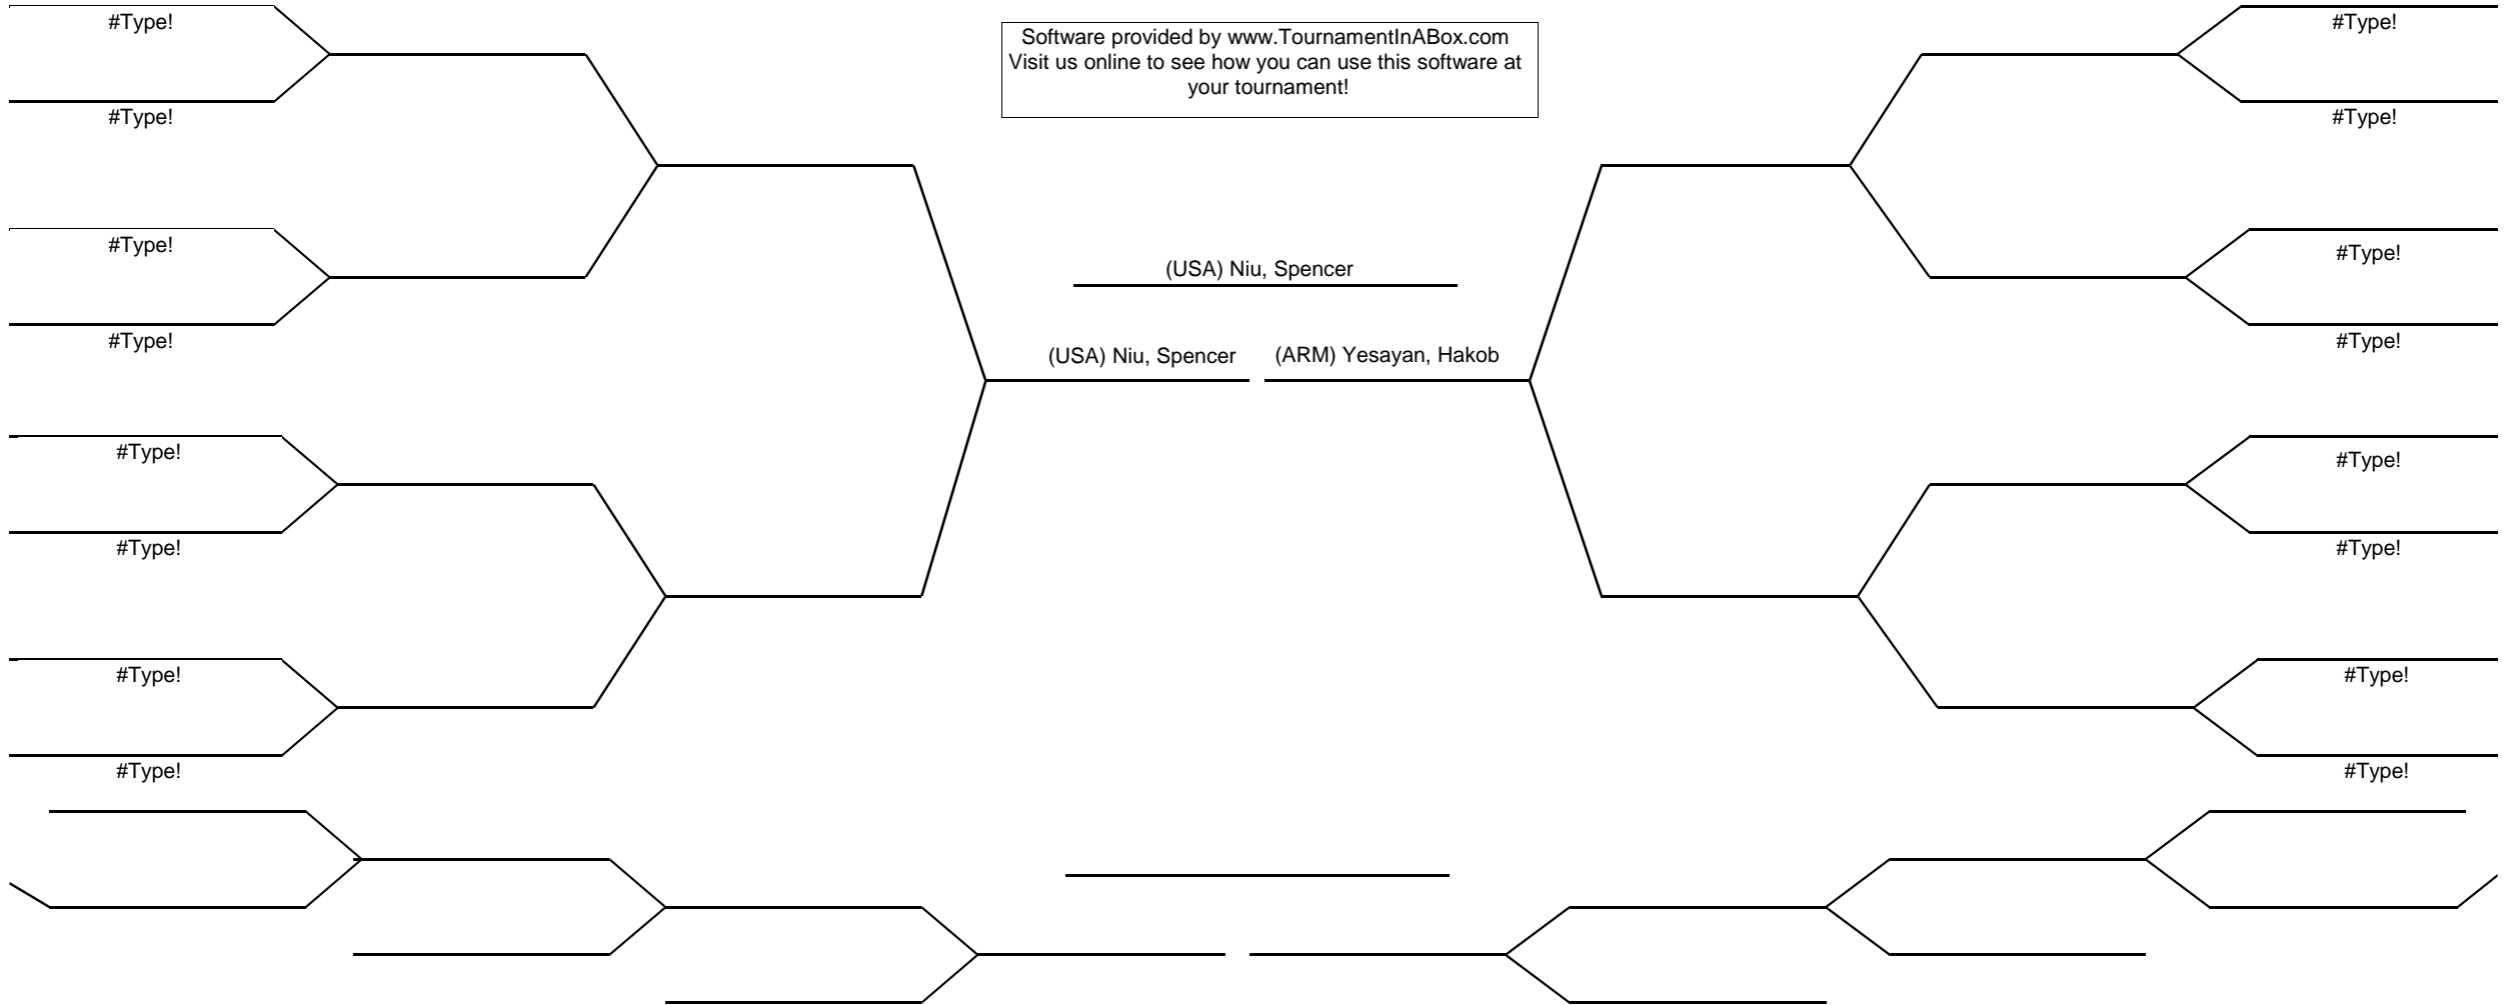 #Type!
Software provided by www.TournamentInABox.com
Visit us online to see how you can use this software at
your tournament!
#Type!
#Type!
#Type!
#Type!
#Type!
(USA) Niu, Spencer
#Type!
#Type!
(USA) Niu, Spencer
(ARM) Yesayan, Hakob
#Type!
#Type!
#Type!
#Type!
#Type!
#Type!
#Type!
#Type!